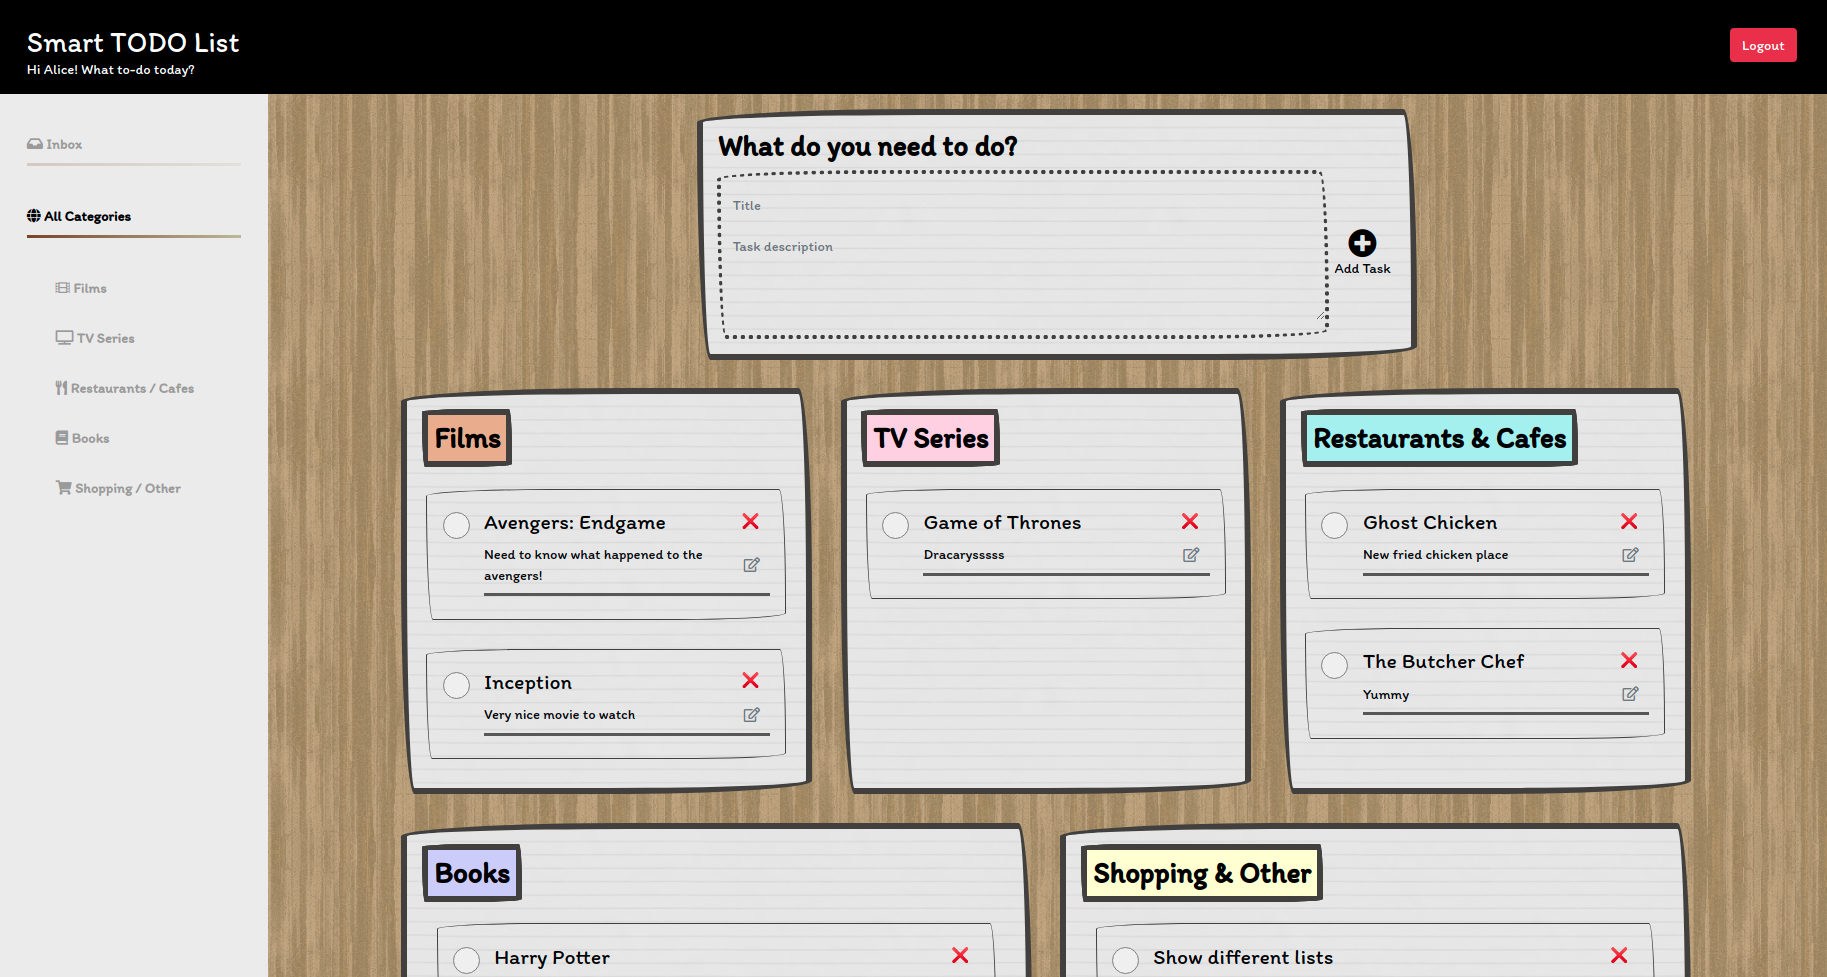 Smart TODO List
Hi Alice! What to-do today?
Logout
Inbox
All Categories
Films
TV Series
Restaurants / Cafes
Books
Shopping / Other
What do you need to do?
Title
Task description
Add Task
Films
Avengers: Endgame
Need to know what happened to the
avengers!
Inception
Very nice movie to watch
TV Series
Game of Thrones
Dracarysssss
Restaurants & Cafes
Ghost Chicken
New fried chicken place
The Butcher Chef
Yummy
Books
Harry Potter
Shopping & Other
Show different lists